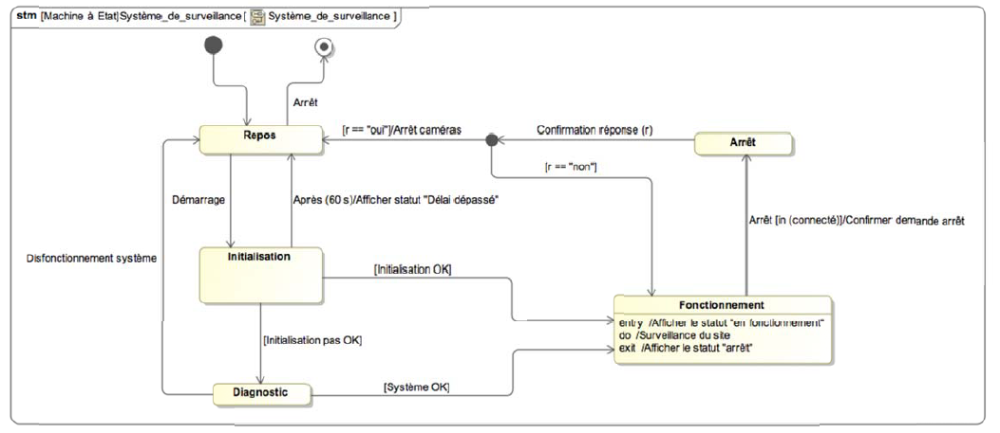 stm [Machine à Etat|Système_de_surveillance [ Système_de_surveillance ]
Arrêt
Repos
[r == "oui"]/Arrêt caméras
Confirmation réponse (r)
Arrêt
[r == "non"]
Démarrage
Après (60 s)/Afficher statut "Délai dépassé"
Arrêt [in (connecté)]/Confirmer demande arrêt
Disfonctionnement système
Initialisation
[Initialisation OK]
Fonctionnement
entry /Afficher le statut "en fonctionnement"
do /Surveillance du site
exit /Afficher le statut "arrêt"
[Initialisation pas OK]
Diagnostic
[Système OK]